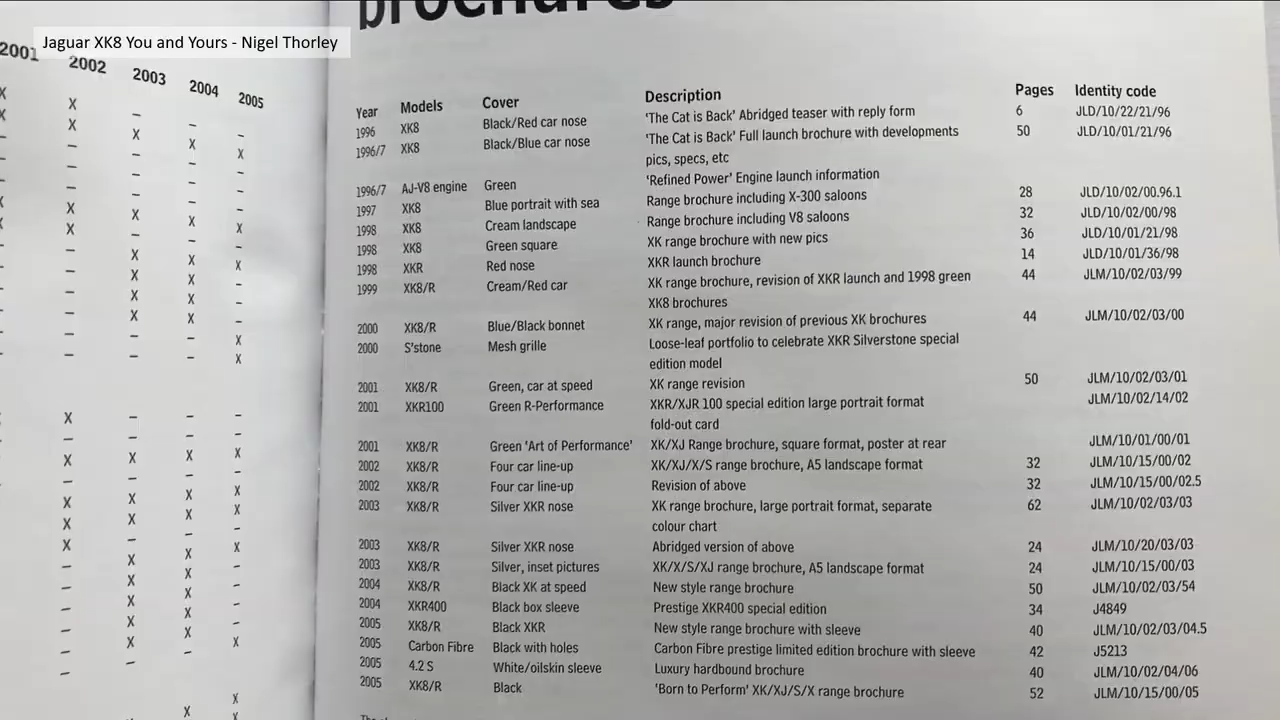 brochures
Jaguar XK8 You and Yours - Nigel Thorley
2001 2002 2003 2004 2005
Year Models Cover Description Pages Identity code
1996 XK8 Black/Red car nose 'The Cat is Back' Abridged teaser with reply form 6 JLD/10/22/21/96
1996/7 XK8 Black/Blue car nose 'The Cat is Back' Full launch brochure with developments 50 JLD/10/01/21/96
pics, specs, etc
1996/7 AJ-V8 engine Green 'Refined Power' Engine launch information
1997 XK8 Blue portrait with sea Range brochure including X-300 saloons 28 JLD/10/02/00.96.1
1998 XK8 Cream landscape Range brochure including V8 saloons 32 JLD/10/02/00/98
1998 XK8 Green square XK range brochure with new pics 36 JLD/10/01/21/98
1998 XKR Red nose XKR launch brochure 14 JLD/10/01/36/98
1999 XK8/R Cream/Red car XK range brochure, revision of XKR launch and 1998 green 44 JLM/10/02/03/99
XK8 brochures
2000 XK8/R Blue/Black bonnet XK range, major revision of previous XK brochures 44 JLM/10/02/03/00
2000 S'stone Mesh grille Loose-leaf portfolio to celebrate XKR Silverstone special
edition model
2001 XK8/R Green, car at speed XK range revision 50 JLM/10/02/03/01
2001 XKR100 Green R-Performance XKR/XJR 100 special edition large portrait format JLM/10/02/14/02
fold-out card
2001 XK8/R Green 'Art of Performance' XK/XJ Range brochure, square format, poster at rear JLM/10/01/00/01
2002 XK8/R Four car line-up XK/XJ/X/S range brochure, A5 landscape format 32 JLM/10/15/00/02
2002 XK8/R Four car line-up Revision of above 32 JLM/10/15/00/02.5
2003 XK8/R Silver XKR nose XK range brochure, large portrait format, separate 62 JLM/10/02/03/03
colour chart
2003 XK8/R Silver XKR nose Abridged version of above 24 JLM/10/20/03/03
2003 XK8/R Silver, inset pictures XK/X/S/XJ range brochure, A5 landscape format 24 JLM/10/15/00/03
2004 XK8/R Black XK at speed New style range brochure 50 JLM/10/02/03/54
2004 XKR400 Black box sleeve Prestige XKR400 special edition 34 J4849
2005 XK8/R Black XKR New style range brochure with sleeve 40 JLM/10/02/03/04.5
2005 Carbon Fibre Black with holes Carbon Fibre prestige limited edition brochure with sleeve 42 J5213
2005 4.2 S White/oilskin sleeve Luxury hardbound brochure 40 JLM/10/02/04/06
2005 XK8/R Black 'Born to Perform' XK/XJ/S/X range brochure 52 JLM/10/15/00/05